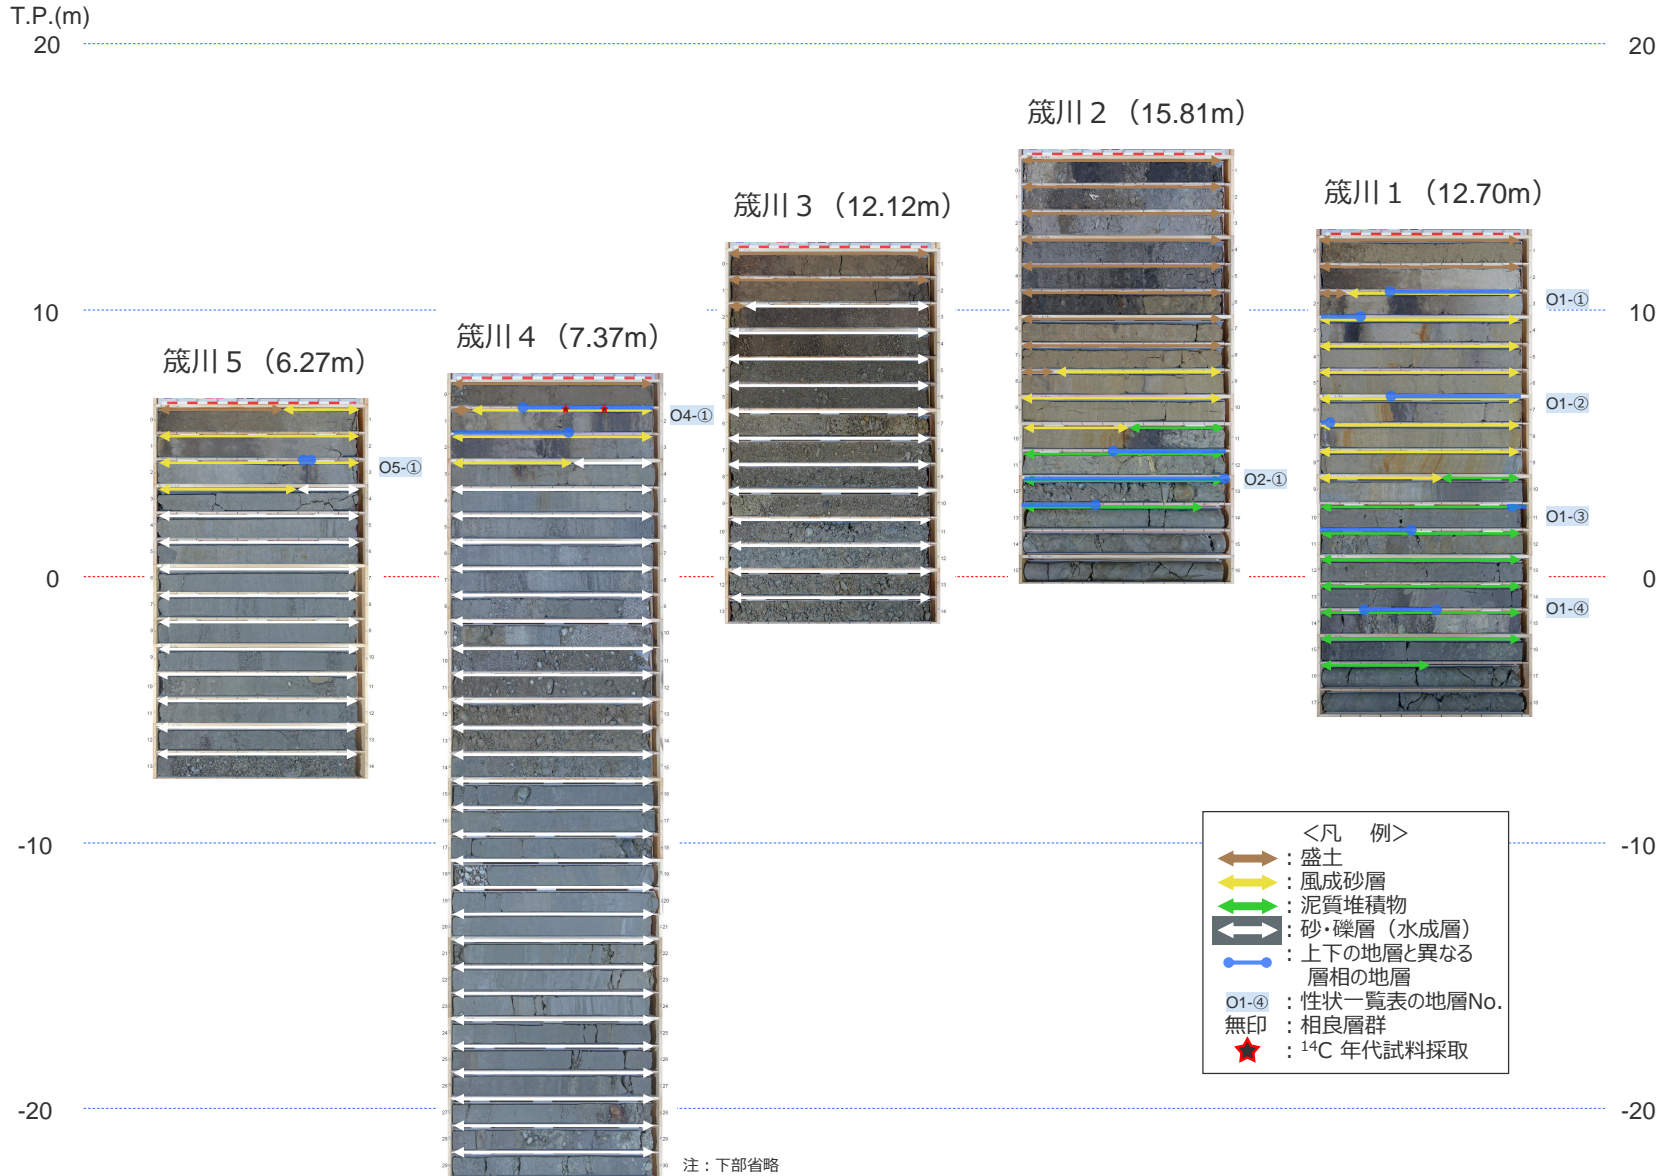 T.P.(m)
20
20
筬川２（15.81m）
筬川３（12.12m）
筬川１（12.70m）
O1-①
10
10
筬川４（7.37m）
筬川５（6.27m）
O1-②
O4-①
O5-①
O2-①
O1-③
0
0
O1-④
-10
-10
<凡　例>
：盛土
：風成砂層
：泥質堆積物
：砂・礫層（水成層）
：上下の地層と異なる
層相の地層
O1-④：性状一覧表の地層No.
無印：相良層群
：14C 年代試料採取
-20
-20
注：下部省略